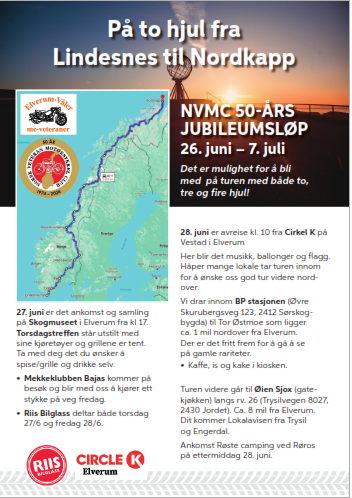 På to hjul fra
Lindesnes til Nordkapp
Elverum-Våler
mc-veteraner
50 ÅR
1974 - 2024
NVMC 50-ÅRS
JUBILEUMSLØP
26. juni – 7. juli
Det er mulighet for å bli
med på turen med både to,
tre og fire hjul!
27. juni er det ankomst og samling
på Skogmuseet i Elverum fra kl 17.
Torsdagstreffen står utstilt med
sine kjøretøyer og grillene er tent.
Ta med deg det du ønsker å
spise/grille og drikke selv.
• Mekkeklubben Bajas kommer på
besøk og blir med oss å kjører ett
stykke på veg fredag.
• Riis Bilglass deltar både torsdag
27/6 og fredag 28/6.
28. juni er avreise kl. 10 fra Cirkel K på
Vestad i Elverum
Her blir det musikk, ballonger og flagg.
Håper mange lokale tar turen innom
for å ønske oss god tur videre nord-
over.
Vi drar innom BP stasjonen (Øvre
Skurubergsveg 123, 2412 Sørskog-
bygda) til Tor Østmoe som ligger
ca. 1 mil nordover fra Elverum.
Der er det fritt frem for å gå å se
på gamle rariteter.
• Kaffe, is og kake i kiosken.
Turen videre går til Øien Sjox (gate-
kjøkken) langs rv. 26 (Trysilvegen 8027,
2430 Jordet). Ca. 8 mil fra Elverum.
Dit kommer Lokalavisen fra Trysil
og Engerdal.
Ankomst Røste camping ved Røros
på ettermiddag 28. juni.
RIIS
BILGLASS
CIRCLE K
Elverum